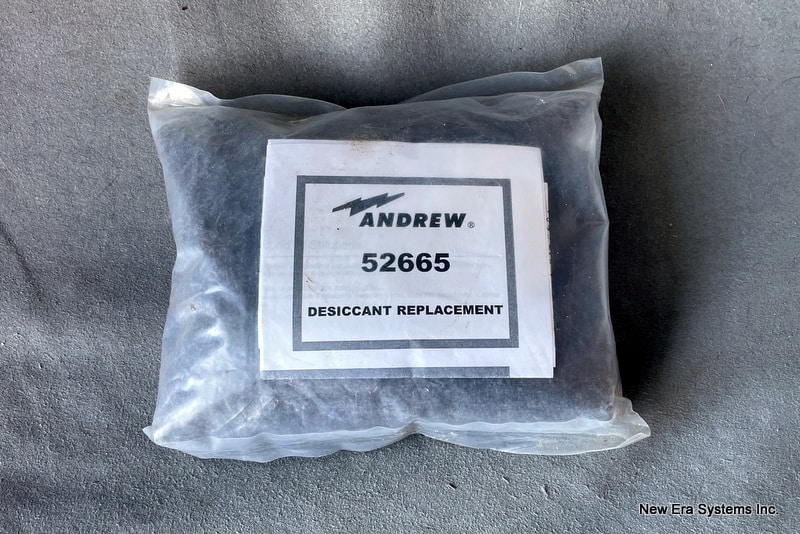 ANDREW®
52665
DESICCANT REPLACEMENT
New Era Systems Inc.